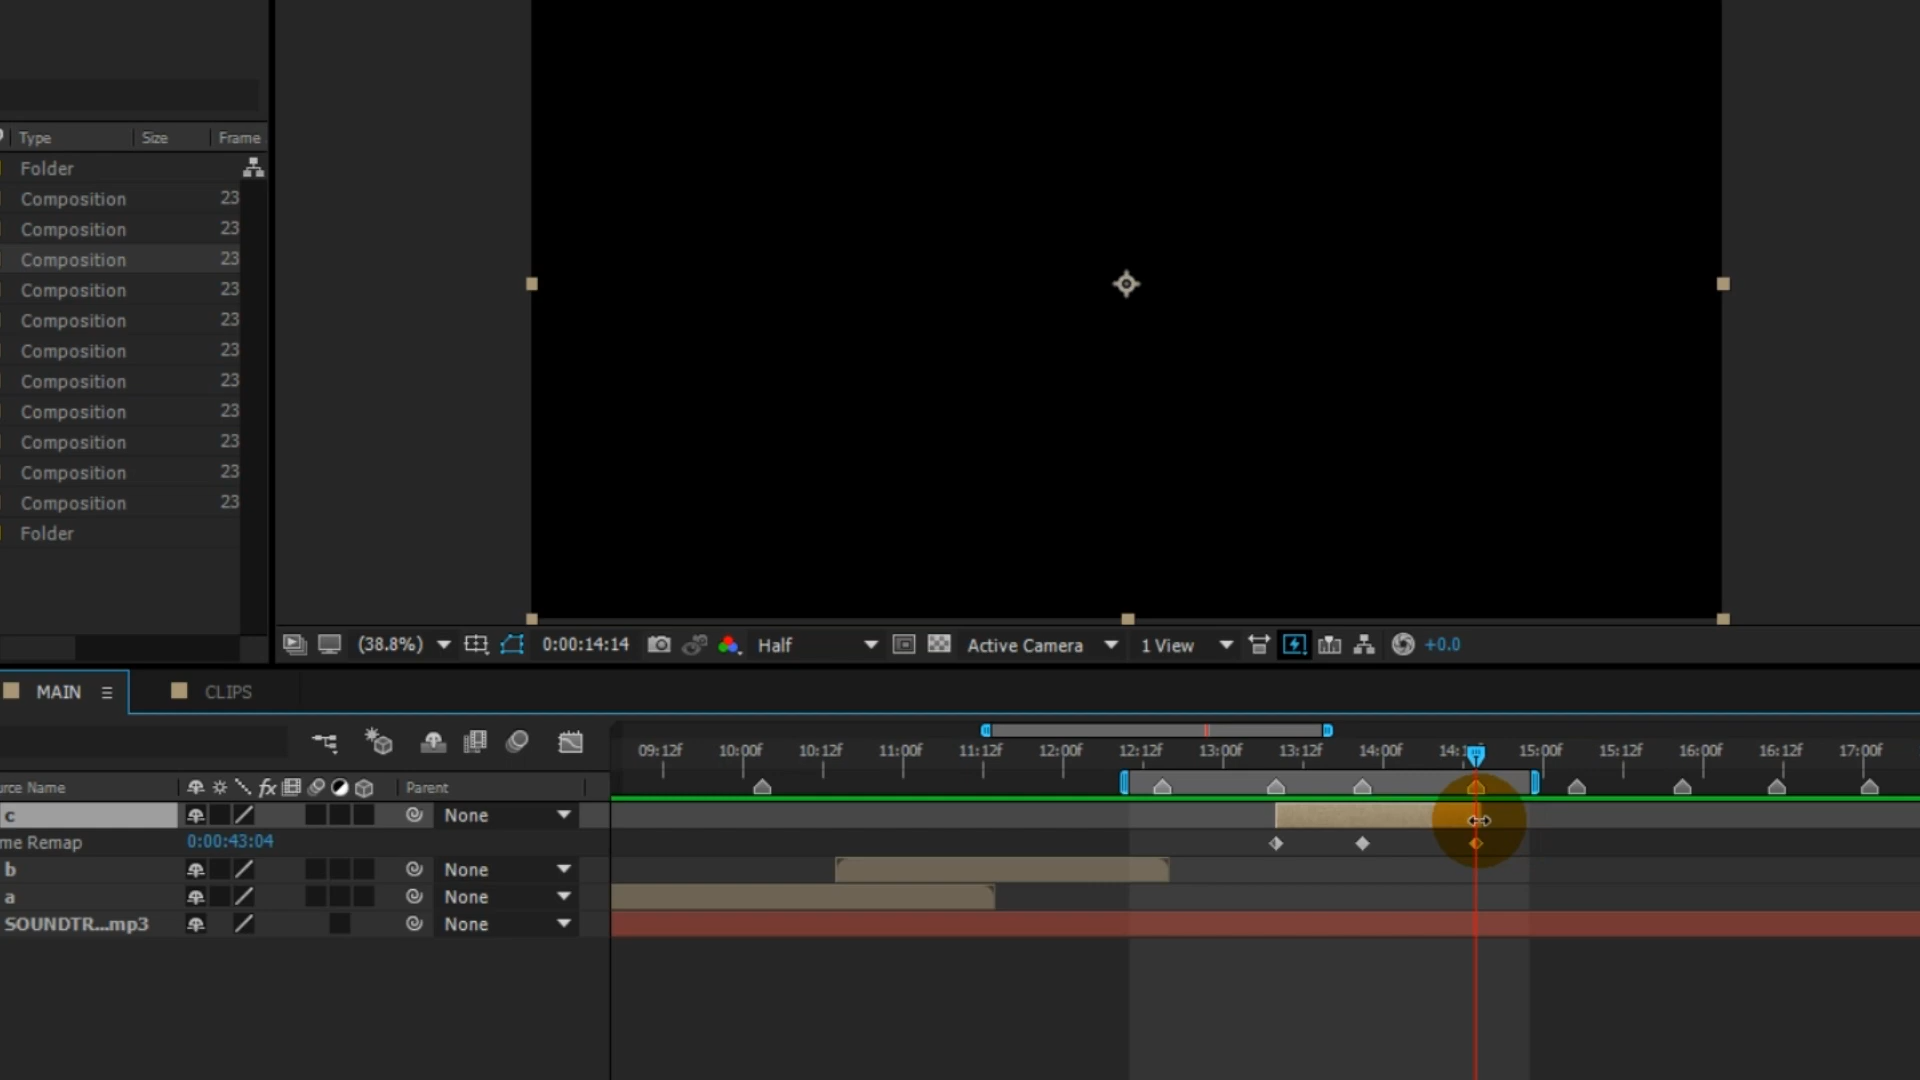 Type Size Frame
Folder
Composition 23
Composition 23
Composition 23
Composition 23
Composition 23
Composition 23
Composition 23
Composition 23
Composition 23
Composition 23
Composition 23
Folder
(38.8%) 0:00:14:14 Half Active Camera 1 View +0.0
MAIN CLIPS
09:12f 10:00f 10:12f 11:00f 11:12f 12:00f 12:12f 13:00f 13:12f 14:00f 15:00f 15:12f 16:00f 16:12f 17:00f
urce Name fx Parent
c None
me Remap 0:00:43:04
b None
a None
SOUNDTR...mp3 None